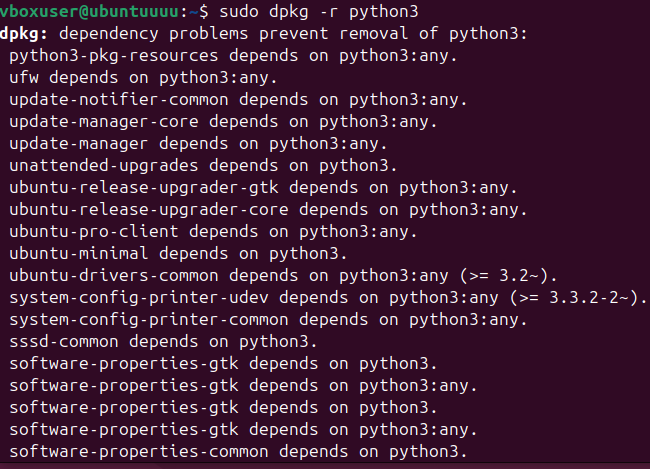 vboxuser@ubuntuuuu:~$ sudo dpkg -r python3
dpkg: dependency problems prevent removal of python3:
python3-pkg-resources depends on python3:any.
ufw depends on python3:any.
update-notifier-common depends on python3:any.
update-manager-core depends on python3:any.
update-manager depends on python3:any.
unattended-upgrades depends on python3.
ubuntu-release-upgrader-gtk depends on python3:any.
ubuntu-release-upgrader-core depends on python3:any.
ubuntu-pro-client depends on python3:any.
ubuntu-minimal depends on python3.
ubuntu-drivers-common depends on python3:any (>= 3.2~).
system-config-printer-udev depends on python3:any (>= 3.3.2-2~).
system-config-printer-common depends on python3:any.
sssd-common depends on python3.
software-properties-gtk depends on python3.
software-properties-gtk depends on python3:any.
software-properties-gtk depends on python3.
software-properties-gtk depends on python3:any.
software-properties-common depends on python3.